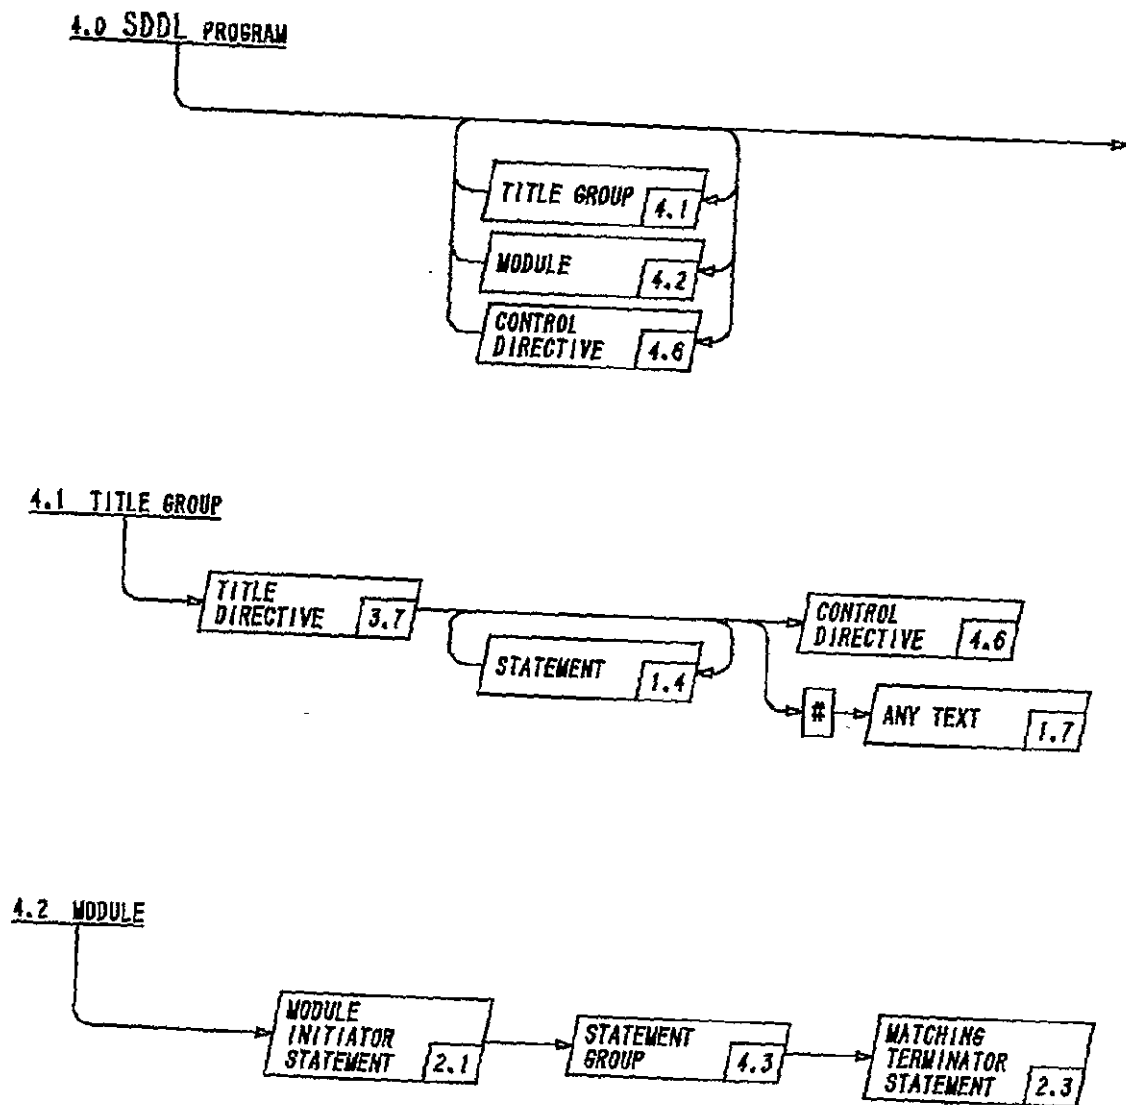 4.0 SDDL PROGRAM
TITLE GROUP 4.1
MODULE 4.2
CONTROL
DIRECTIVE 4.6
4.1 TITLE GROUP
TITLE
DIRECTIVE 3.7
STATEMENT 1.4
CONTROL
DIRECTIVE 4.6
# ANY TEXT 1.7
4.2 MODULE
MODULE
INITIATOR
STATEMENT 2.1
STATEMENT
GROUP 4.3
MATCHING
TERMINATOR
STATEMENT 2.3